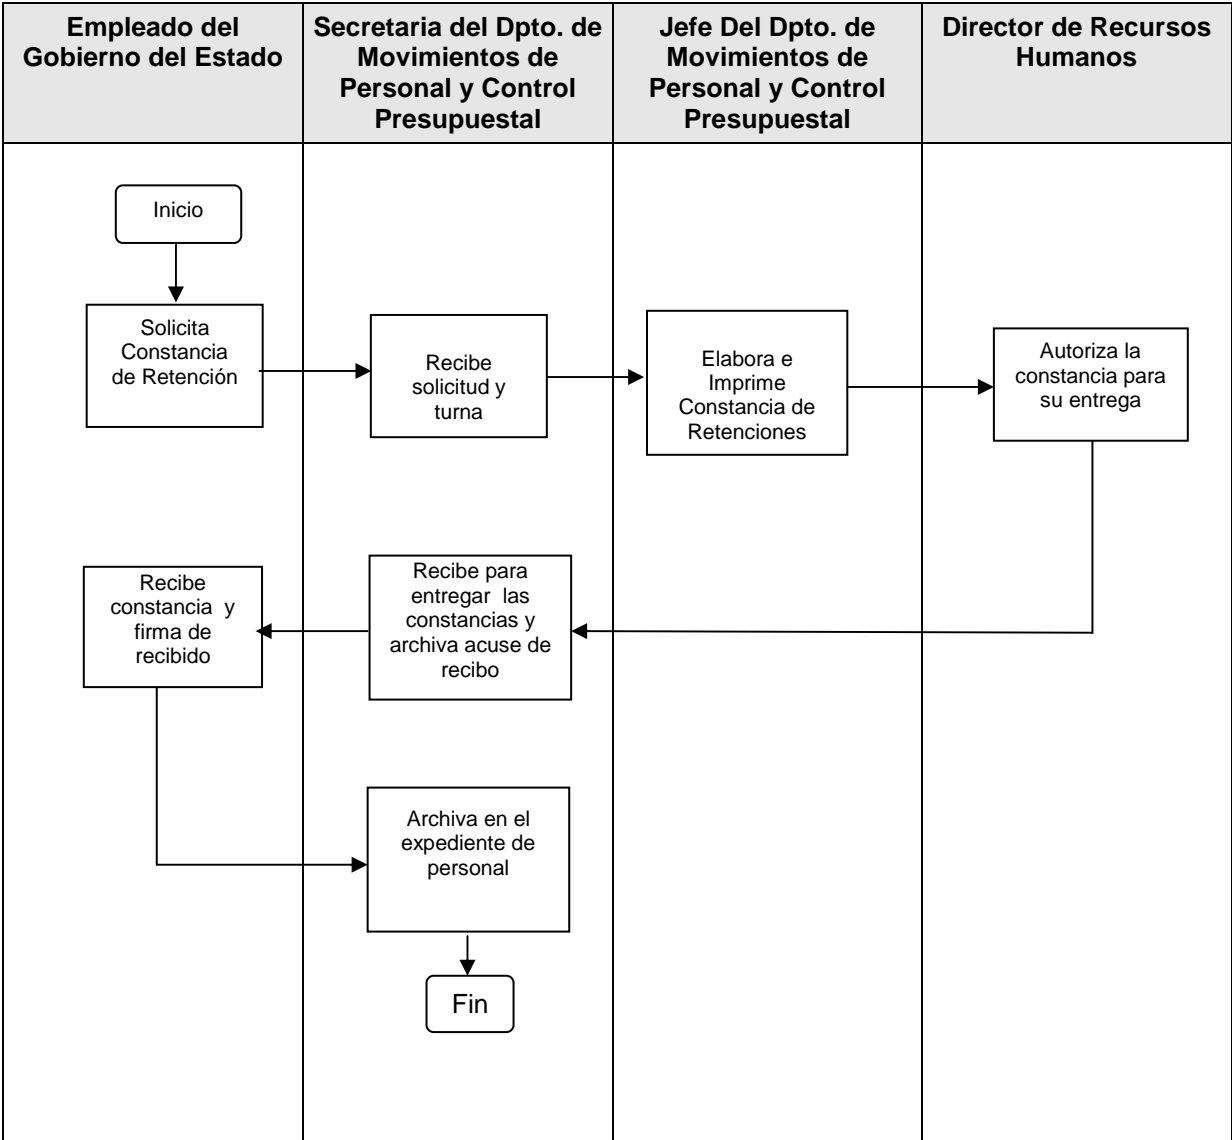 Empleado del
Gobierno del Estado
Secretaria del Dpto. de
Movimientos de
Personal y Control
Presupuestal
Jefe Del Dpto. de
Movimientos de
Personal y Control
Presupuestal
Director de Recursos
Humanos
Inicio
Solicita
Constancia
de Retención
Recibe
solicitud y
turna
Elabora e
Imprime
Constancia de
Retenciones
Autoriza la
constancia para
su entrega
Recibe
constancia y
firma de
recibido
Recibe para
entregar las
constancias y
archiva acuse de
recibo
Archiva en el
expediente de
personal
Fin